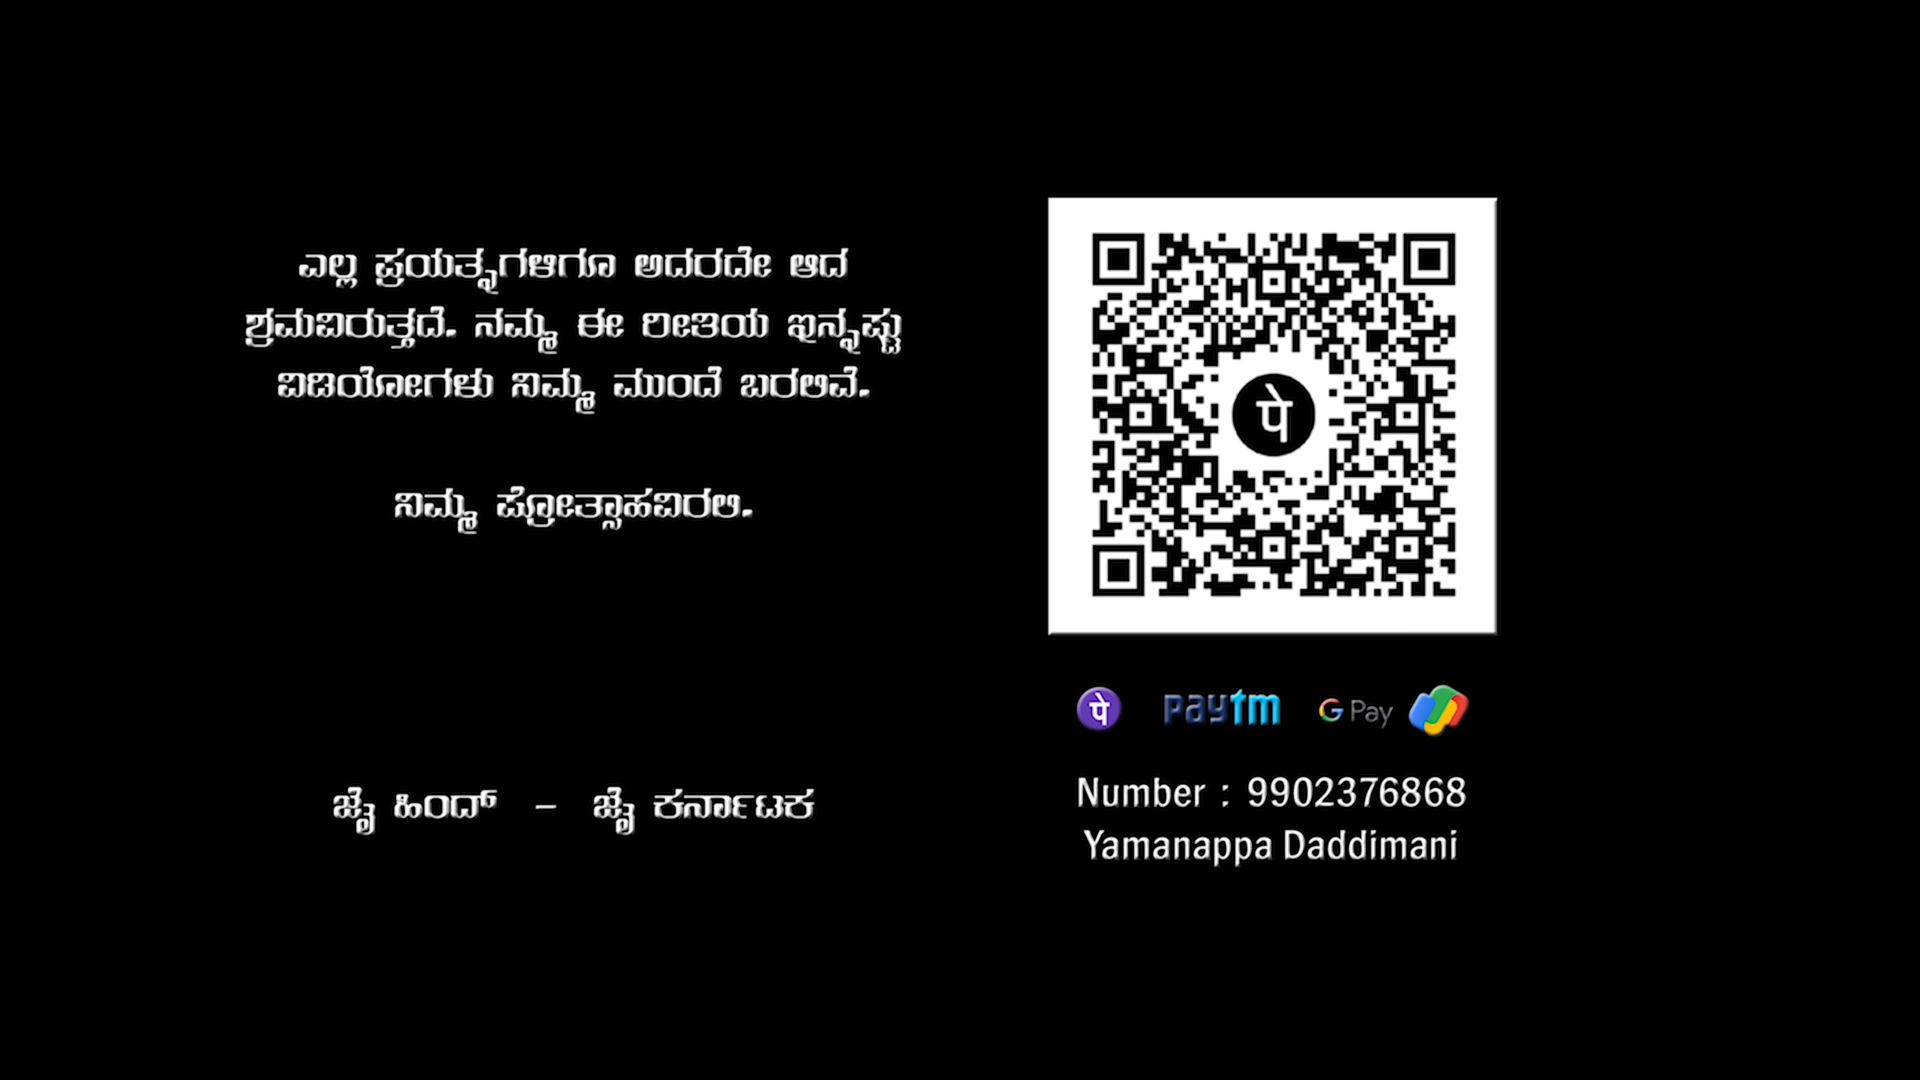 ಎಲ್ಲ ಪ್ರಯತ್ನಗಳಿಗೂ ಅದರದೇ ಆದ
ಶ್ರಮವಿರುತ್ತದೆ. ನಮ್ಮ ಈ ರೀತಿಯ ಇನ್ನಷ್ಟು
ವಿಡಿಯೋಗಳು ನಿಮ್ಮ ಮುಂದೆ ಬರಲಿವೆ.
ನಿಮ್ಮ ಪ್ರೋತ್ಸಾಹವಿರಲಿ.
ಜೈ ಹಿಂದ್ – ಜೈ ಕರ್ನಾಟಕ
पे
पे paytm G Pay
Number : 9902376868
Yamanappa Daddimani